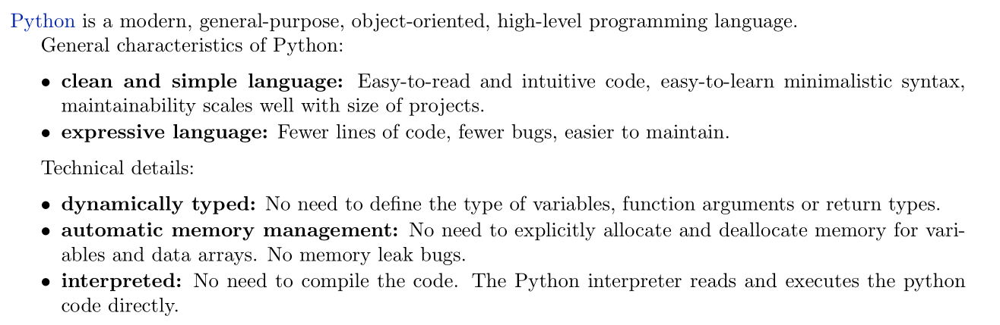 Python is a modern, general-purpose, object-oriented, high-level programming language.
General characteristics of Python:
• clean and simple language: Easy-to-read and intuitive code, easy-to-learn minimalistic syntax,
maintainability scales well with size of projects.
• expressive language: Fewer lines of code, fewer bugs, easier to maintain.
Technical details:
• dynamically typed: No need to define the type of variables, function arguments or return types.
• automatic memory management: No need to explicitly allocate and deallocate memory for vari-
ables and data arrays. No memory leak bugs.
• interpreted: No need to compile the code. The Python interpreter reads and executes the python
code directly.